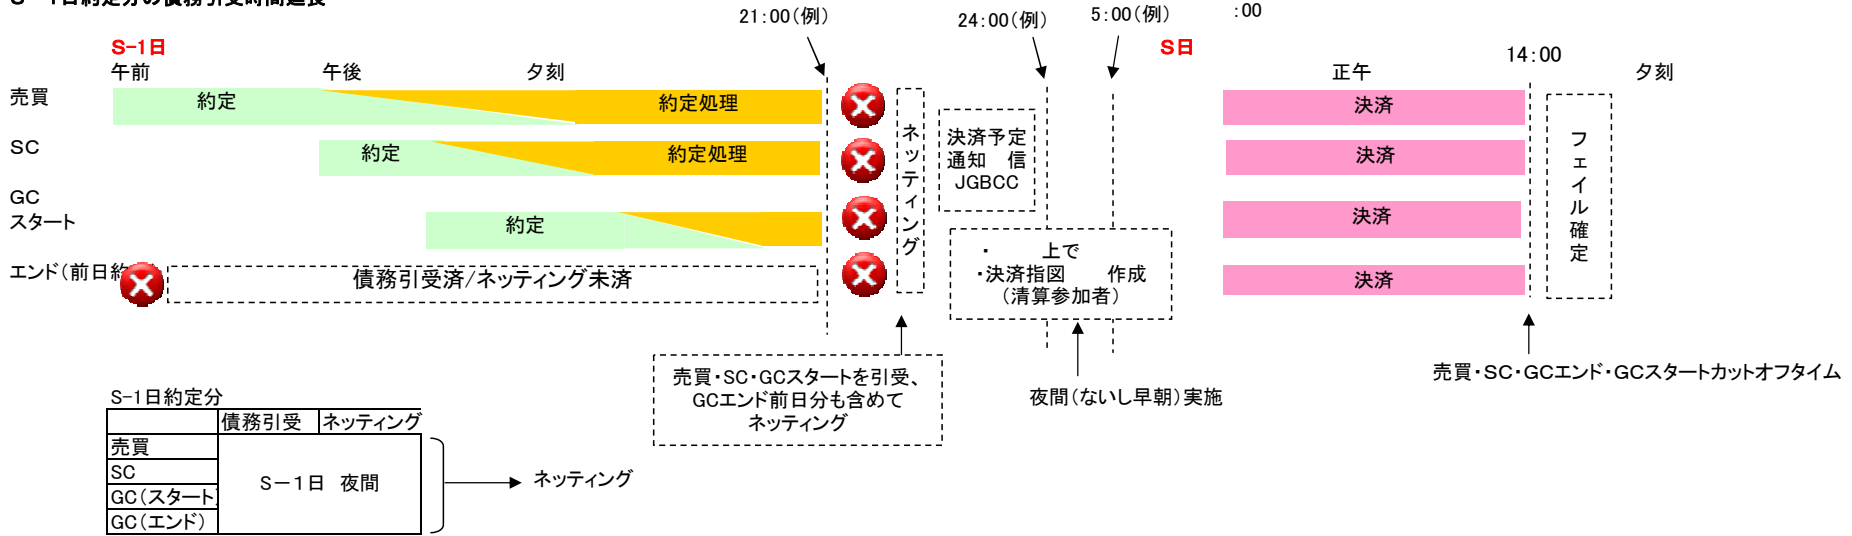 21:00(例)
24:00(例)
5:00(例)
:00
S-1日
S日
午前
午後
夕刻
正午
14:00
夕刻
売買
約定
約定処理
決済
SC
約定
約定処理
決済
GC
スタート
約定
決済
エンド(前日約
債務引受済/ネッティング未済
決済
ネッティング
決済予定
通知 信
JGBCC
・ 上で
・決済指図 作成
(清算参加者)
フェイル確定
売買・SC・GCスタートを引受、
GCエンド前日分も含めて
ネッティング
夜間(ないし早朝)実施
売買・SC・GCエンド・GCスタートカットオフタイム
S-1日約定分
債務引受 ネッティング
売買
SC
GC(スタート
GC(エンド)
S-1日 夜間
ネッティング